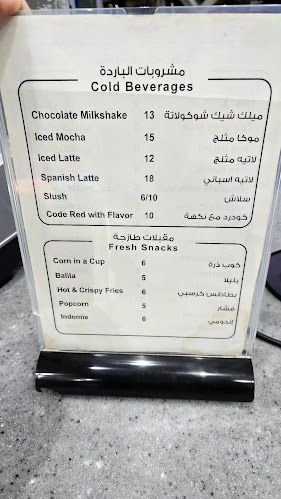 مشروبات الباردة
Cold Beverages
Chocolate Milkshake 13 ميلك شيك شوكولاتة
Iced Mocha 15 موكا مثلج
Iced Latte 12 لاتيه مثلج
Spanish Latte 18 لاتيه اسباني
Slush 6/10 سلاش
Code Red with Flavor 10 كودرد مع نكهة
مقبلات طازجة
Fresh Snacks
Corn in a Cup 6 كوب ذرة
Balila 5 بليلا
Hot & Crispy Fries 6 بطاطس كرسبي
Popcorn 5 فشار
Indomie 6 إندومي